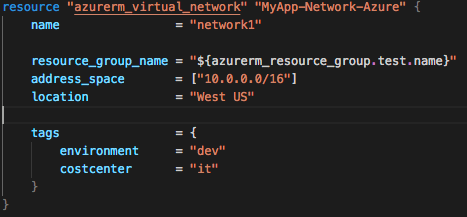 resource "azurerm_virtual_network" "MyApp-Network-Azure" {
    name                = "network1"

    resource_group_name = "${azurerm_resource_group.test.name}"
    address_space       = ["10.0.0.0/16"]
    location            = "West US"

    tags                = {
        environment     = "dev"
        costcenter      = "it"
    }
}